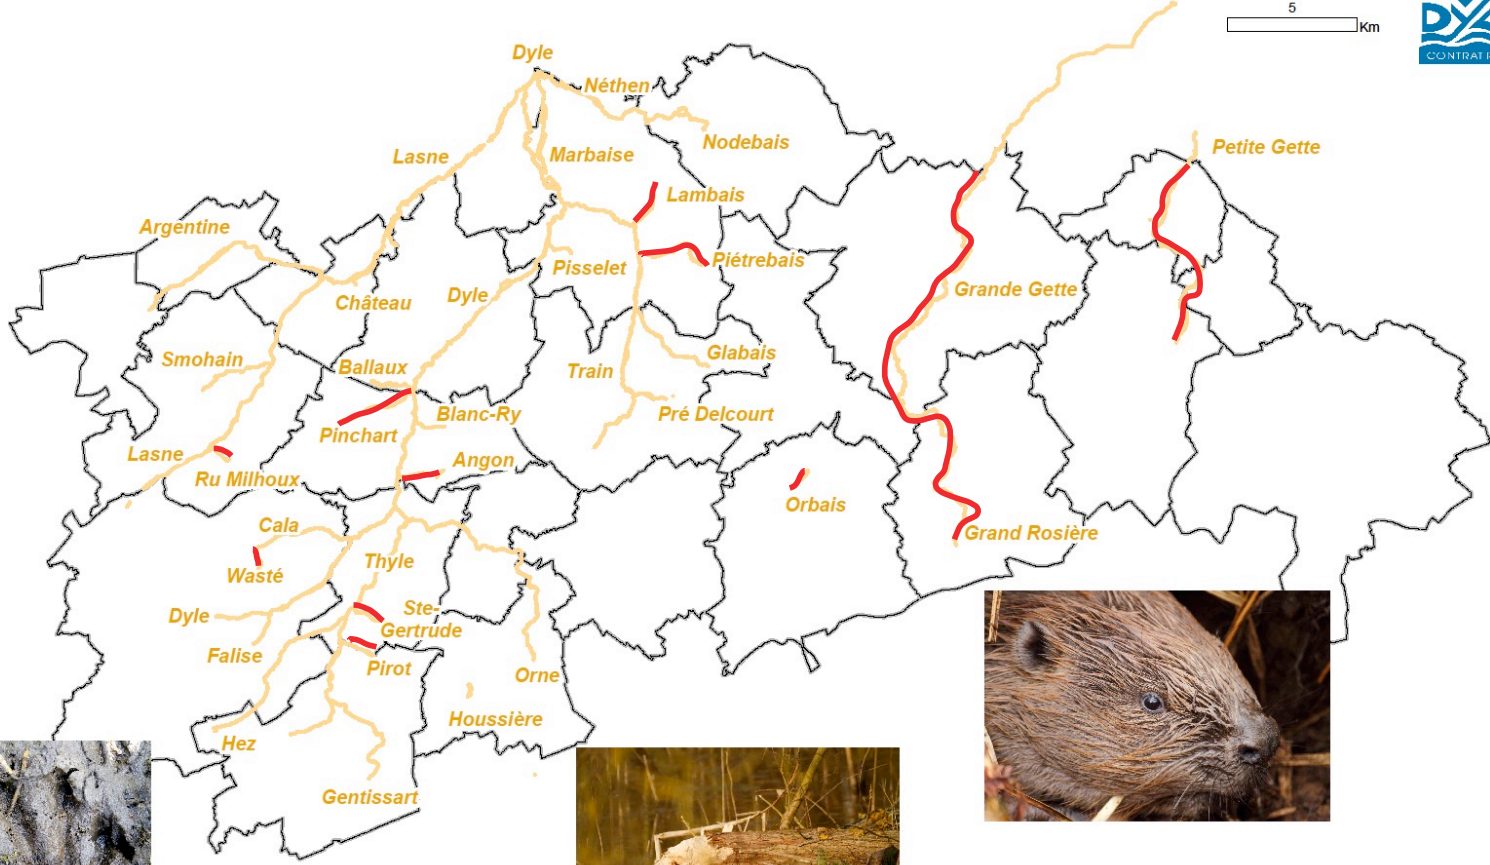 5
Km
CONTRAT
Dyle
Néthen
Nodebais
Marbaise
Lasne
Petite Gette
Lambais
Argentine
Piétrebais
Pisselet
Château
Dyle
Grande Gette
Smohain
Ballaux
Glabais
Train
Blanc-Ry
Pré Delcourt
Pinchart
Lasne
Ru Milhoux
Angon
Orbais
Cala
Grand Rosière
Thyle
Wasté
Dyle
Ste-
Gertrude
Falise
Pirot
Orne
Houssière
Hez
Gentissart